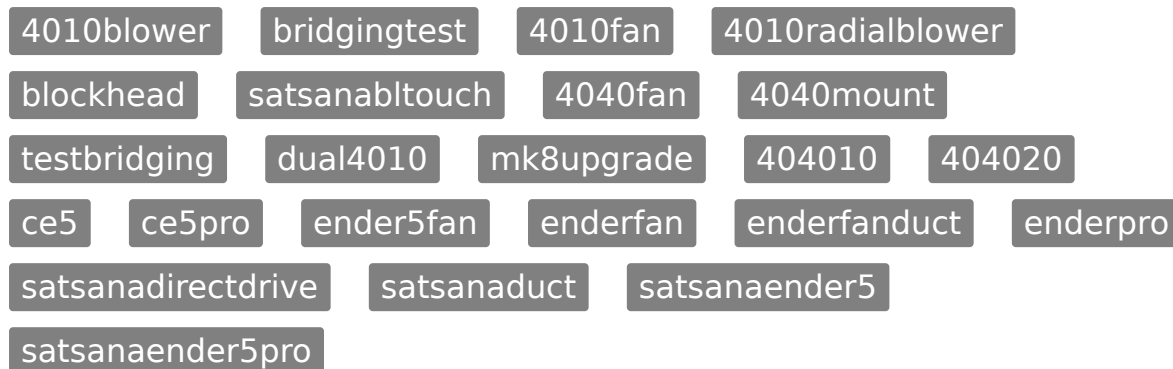 4010blower bridgingtest 4010fan 4010radialblower
blockhead satsanabltouch 4040fan 4040mount
testbridging dual4010 mk8upgrade 404010 404020
ce5 ce5pro ender5fan enderfan enderfanduct enderpro
satsanadirectdrive satsanaduct satsanaender5
satsanaender5pro